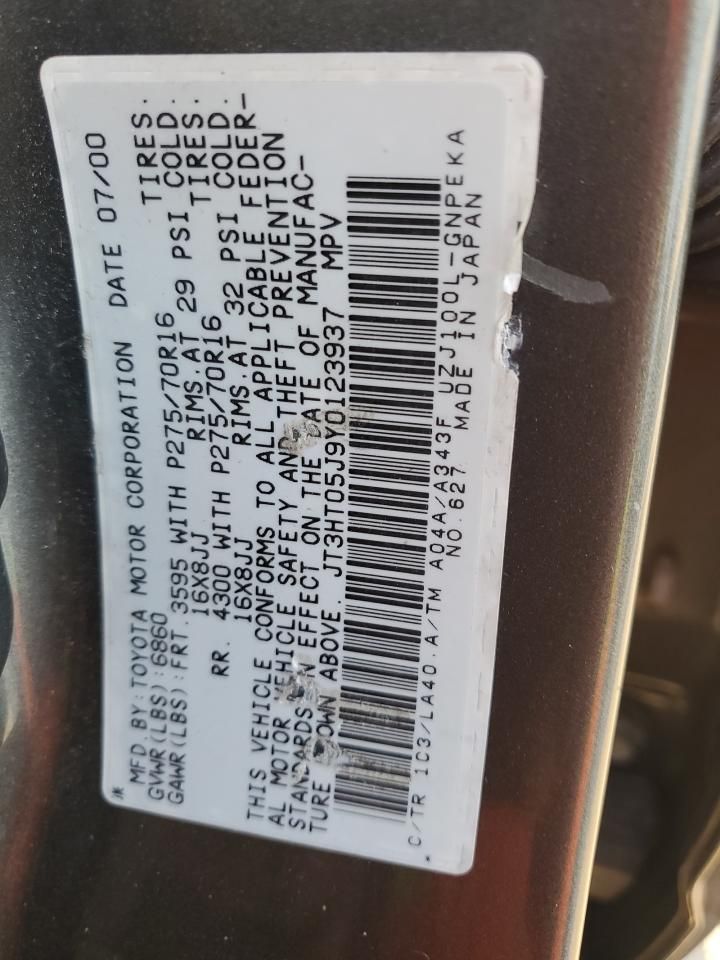 MFD.BY:TOYOTA MOTOR CORPORATION DATE 07/00
GVWR(LBS):6860
GAWR(LBS):FRT.3595 WITH P275/70R16 TIRES.
16X8JJ RIMS.AT 29 PSI COLD.
RR. 4300 WITH P275/70R16 TIRES.
16X8JJ RIMS.AT 32 PSI COLD.
THIS VEHICLE CONFORMS TO ALL APPLICABLE FEDER-
AL MOTOR VEHICLE SAFETY AND THEFT PREVENTION
STANDARDS IN EFFECT ON THE DATE OF MANUFAC-
TURE SHOWN ABOVE. JT3HT05J9Y0123937 MPV
C/TR 1C3/LA40.A/TM A04A/A343F UZJ100L-GNPEKA
NO.627 MADE IN JAPAN